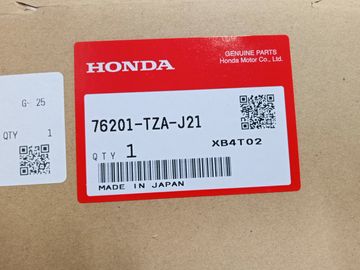 HONDA
GENUINE PARTS
Honda Motor Co., Ltd.
G- 25
QTY 1
76201-TZA-J21
QTY 1
XB4T02
MADE IN JAPAN